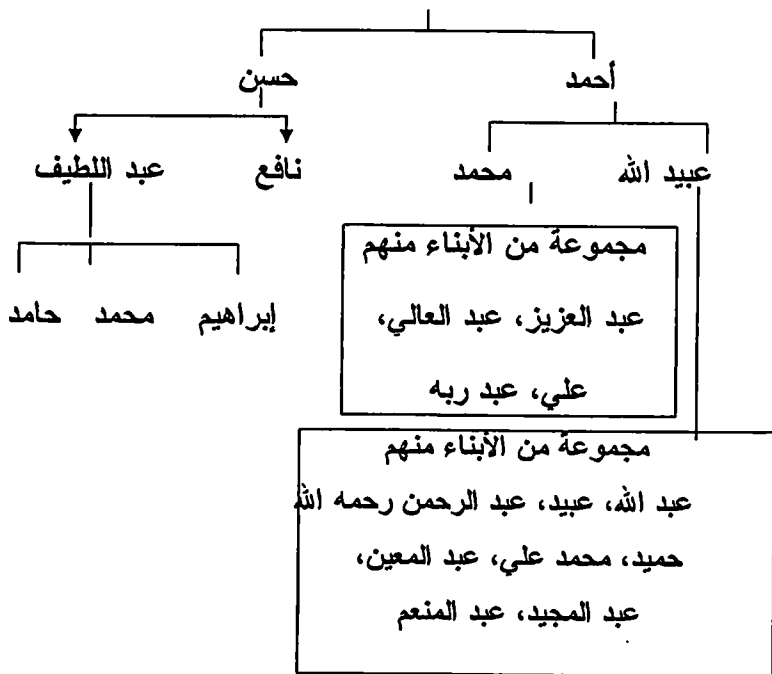 أحمد حسن
عبيد الله محمد نافع عبد اللطيف
مجموعة من الأبناء منهم
عبد العزيز، عبد العالي،
علي، عبد ربه
إبراهيم محمد حامد
مجموعة من الأبناء منهم
عبد الله، عبيد، عبد الرحمن رحمه الله
حميد، محمد علي، عبد المعين،
عبد المجيد، عبد المنعم